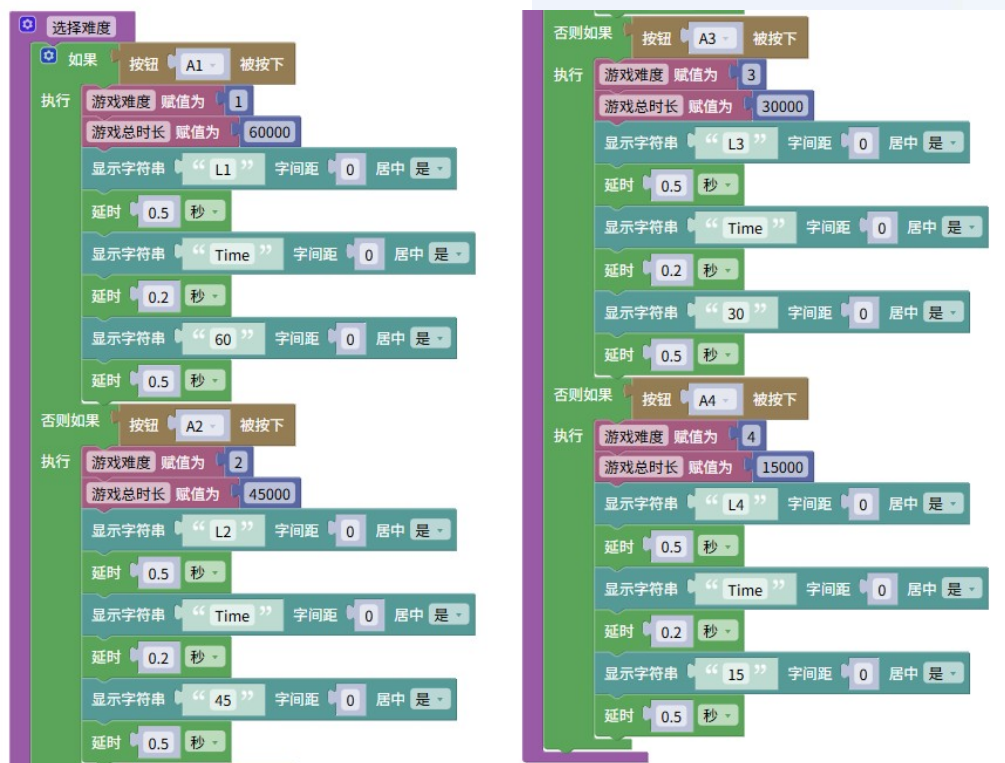 选择难度
如果 按钮 A1 被按下
执行 游戏难度 赋值为 1
游戏总时长 赋值为 60000
显示字符串 “ L1 ” 字间距 0 居中 是
延时 0.5 秒
显示字符串 “ Time ” 字间距 0 居中 是
延时 0.2 秒
显示字符串 “ 60 ” 字间距 0 居中 是
延时 0.5 秒
否则如果 按钮 A2 被按下
执行 游戏难度 赋值为 2
游戏总时长 赋值为 45000
显示字符串 “ L2 ” 字间距 0 居中 是
延时 0.5 秒
显示字符串 “ Time ” 字间距 0 居中 是
延时 0.2 秒
显示字符串 “ 45 ” 字间距 0 居中 是
延时 0.5 秒
否则如果 按钮 A3 被按下
执行 游戏难度 赋值为 3
游戏总时长 赋值为 30000
显示字符串 “ L3 ” 字间距 0 居中 是
延时 0.5 秒
显示字符串 “ Time ” 字间距 0 居中 是
延时 0.2 秒
显示字符串 “ 30 ” 字间距 0 居中 是
延时 0.5 秒
否则如果 按钮 A4 被按下
执行 游戏难度 赋值为 4
游戏总时长 赋值为 15000
显示字符串 “ L4 ” 字间距 0 居中 是
延时 0.5 秒
显示字符串 “ Time ” 字间距 0 居中 是
延时 0.2 秒
显示字符串 “ 15 ” 字间距 0 居中 是
延时 0.5 秒